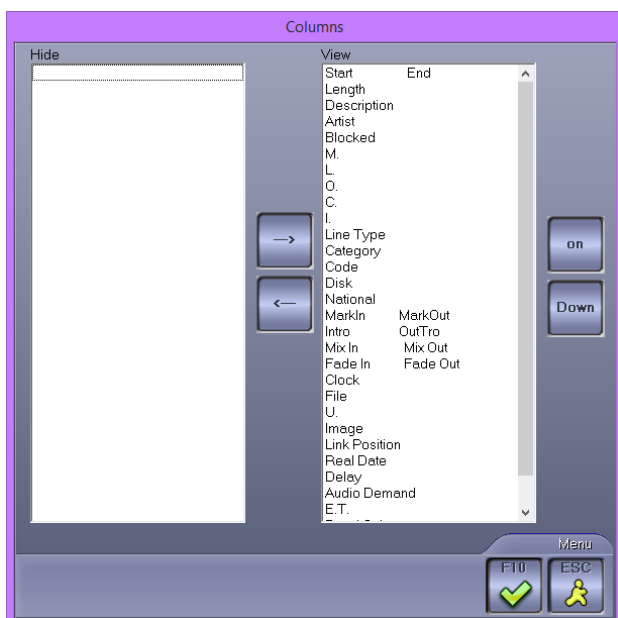 Columns
Hide
View
Start End
Length
Description
Artist
Blocked
M.
L.
O.
C.
I.
Line Type
Category
Code
Disk
National
MarkIn MarkOut
Intro OutTro
Mix In Mix Out
Fade In Fade Out
Clock
File
U.
Image
Link Position
Real Date
Delay
Audio Demand
E.T.
--->
<---
on
Down
Menu
F10
ESC